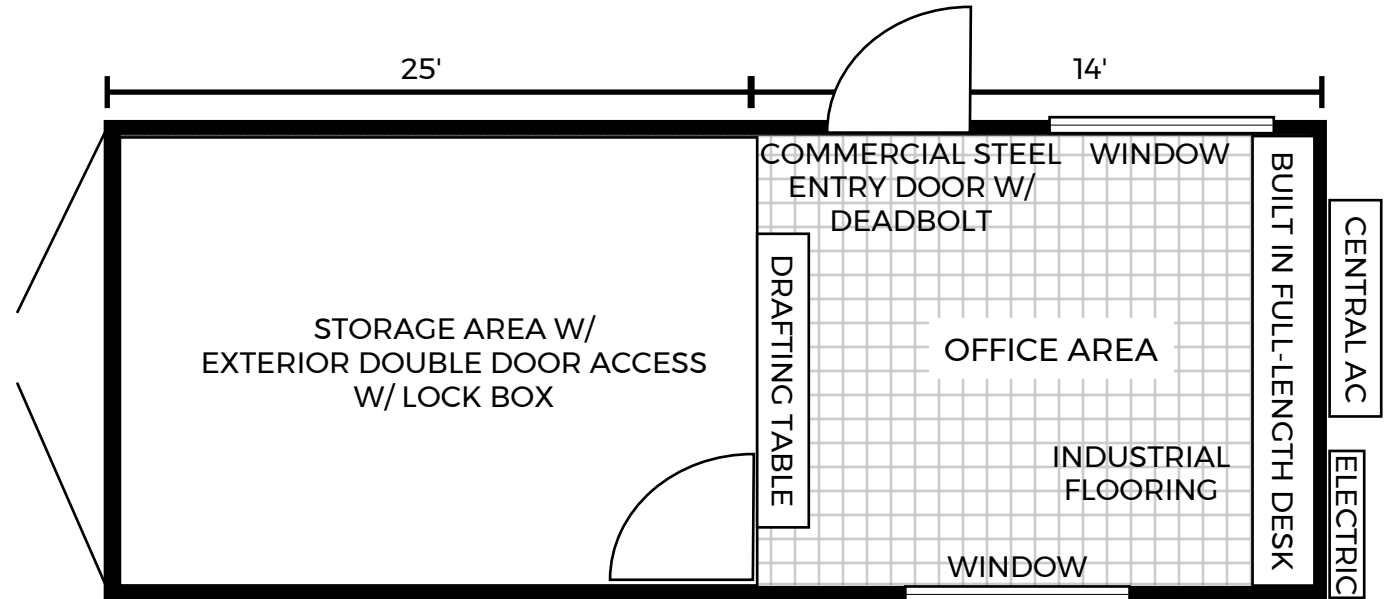 25'
14'
COMMERCIAL STEEL
ENTRY DOOR W/
DEADBOLT
WINDOW
STORAGE AREA W/
EXTERIOR DOUBLE DOOR ACCESS
W/ LOCK BOX
DRAFTING TABLE
OFFICE AREA
INDUSTRIAL
FLOORING
WINDOW
BUILT IN FULL-LENGTH DESK
CENTRAL AC
ELECTRIC